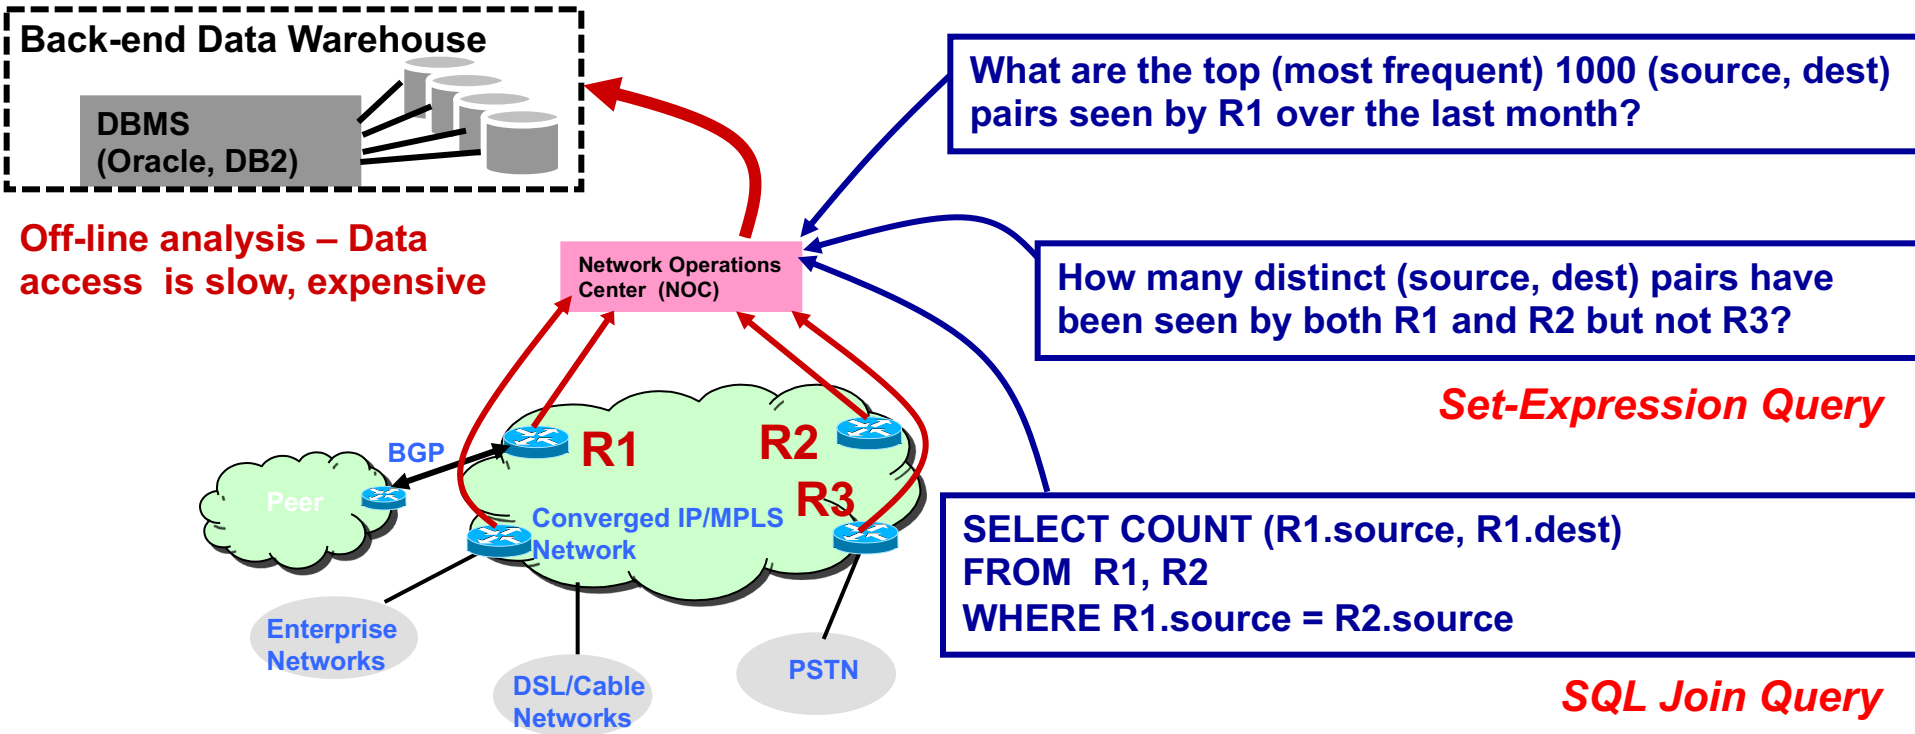 Back-end Data Warehouse
DBMS
(Oracle, DB2)
Off-line analysis – Data
access is slow, expensive
Network Operations
Center (NOC)
What are the top (most frequent) 1000 (source, dest)
pairs seen by R1 over the last month?
How many distinct (source, dest) pairs have
been seen by both R1 and R2 but not R3?
Set-Expression Query
SELECT COUNT (R1.source, R1.dest)
FROM R1, R2
WHERE R1.source = R2.source
SQL Join Query
BGP
Peer
R1
R2
R3
Converged IP/MPLS
Network
Enterprise
Networks
DSL/Cable
Networks
PSTN